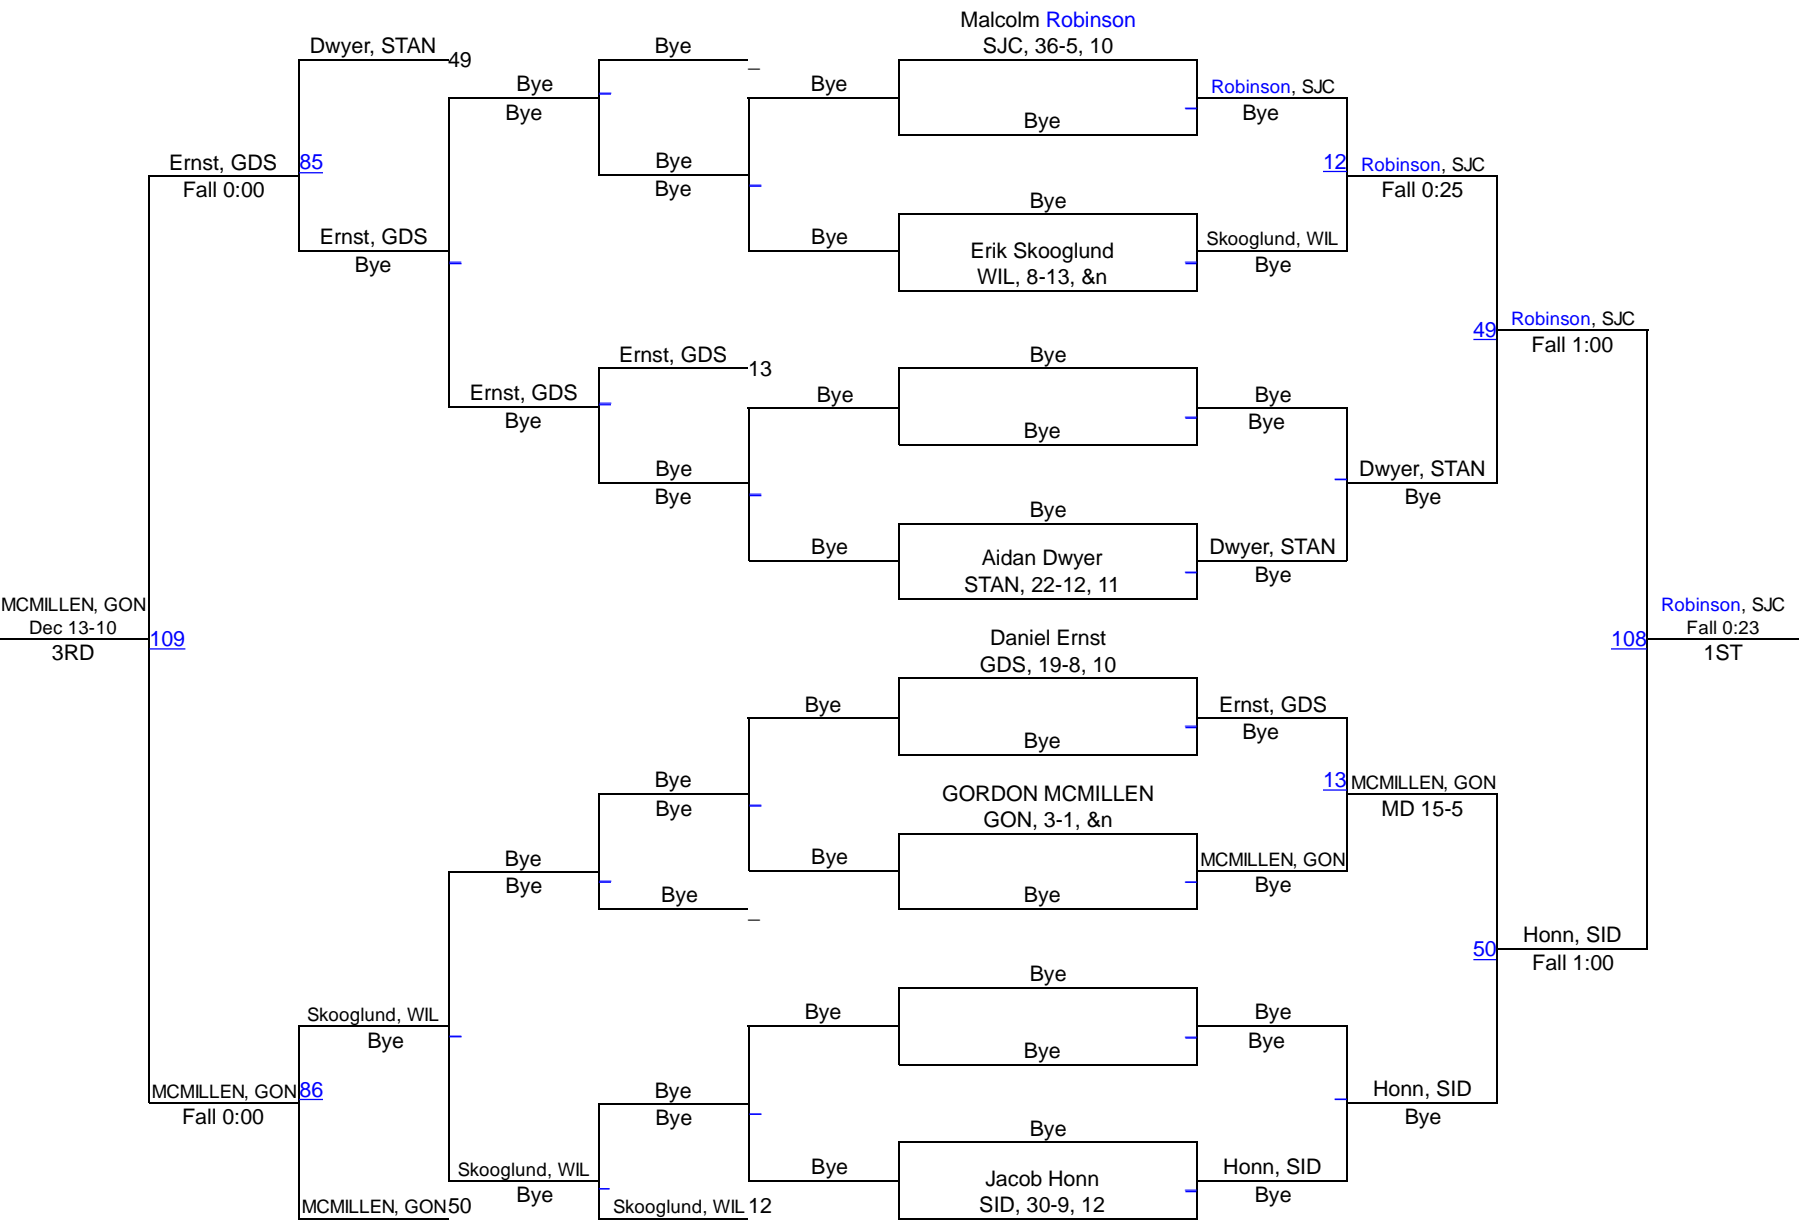 Malcolm Robinson
SJC, 36-5, 10
Dwyer, STAN
49
Bye
_
Bye
Bye
Bye
Robinson, SJC
Bye
Bye
Bye
Ernst, GDS
85
Fall 0:00
Bye
Bye
12
Robinson, SJC
Fall 0:25
Bye
Ernst, GDS
Bye
Bye
Erik Skooglund
WIL, 8-13, &n
Skooglund, WIL
Bye
49
Robinson, SJC
Fall 1:00
Ernst, GDS
13
Bye
Ernst, GDS
Bye
Bye
Bye
Bye
Bye
Bye
Bye
Dwyer, STAN
Bye
Bye
Bye
Aidan Dwyer
STAN, 22-12, 11
Dwyer, STAN
Bye
MCMILLEN, GON
Dec 13-10
109
3RD
Robinson, SJC
Fall 0:23
108
1ST
Daniel Ernst
GDS, 19-8, 10
Bye
Bye
Ernst, GDS
Bye
Bye
Bye
GORDON MCMILLEN
GON, 3-1, &n
13
MCMILLEN, GON
MD 15-5
Bye
Bye
Bye
MCMILLEN, GON
Bye
Bye
Bye
_
50
Honn, SID
Fall 1:00
Bye
Skooglund, WIL
Bye
Bye
Bye
Bye
Bye
MCMILLEN, GON
86
Fall 0:00
Bye
Bye
Honn, SID
Bye
Bye
Skooglund, WIL
Bye
Bye
Jacob Honn
SID, 30-9, 12
Honn, SID
Bye
MCMILLEN, GON
50
Skooglund, WIL
12